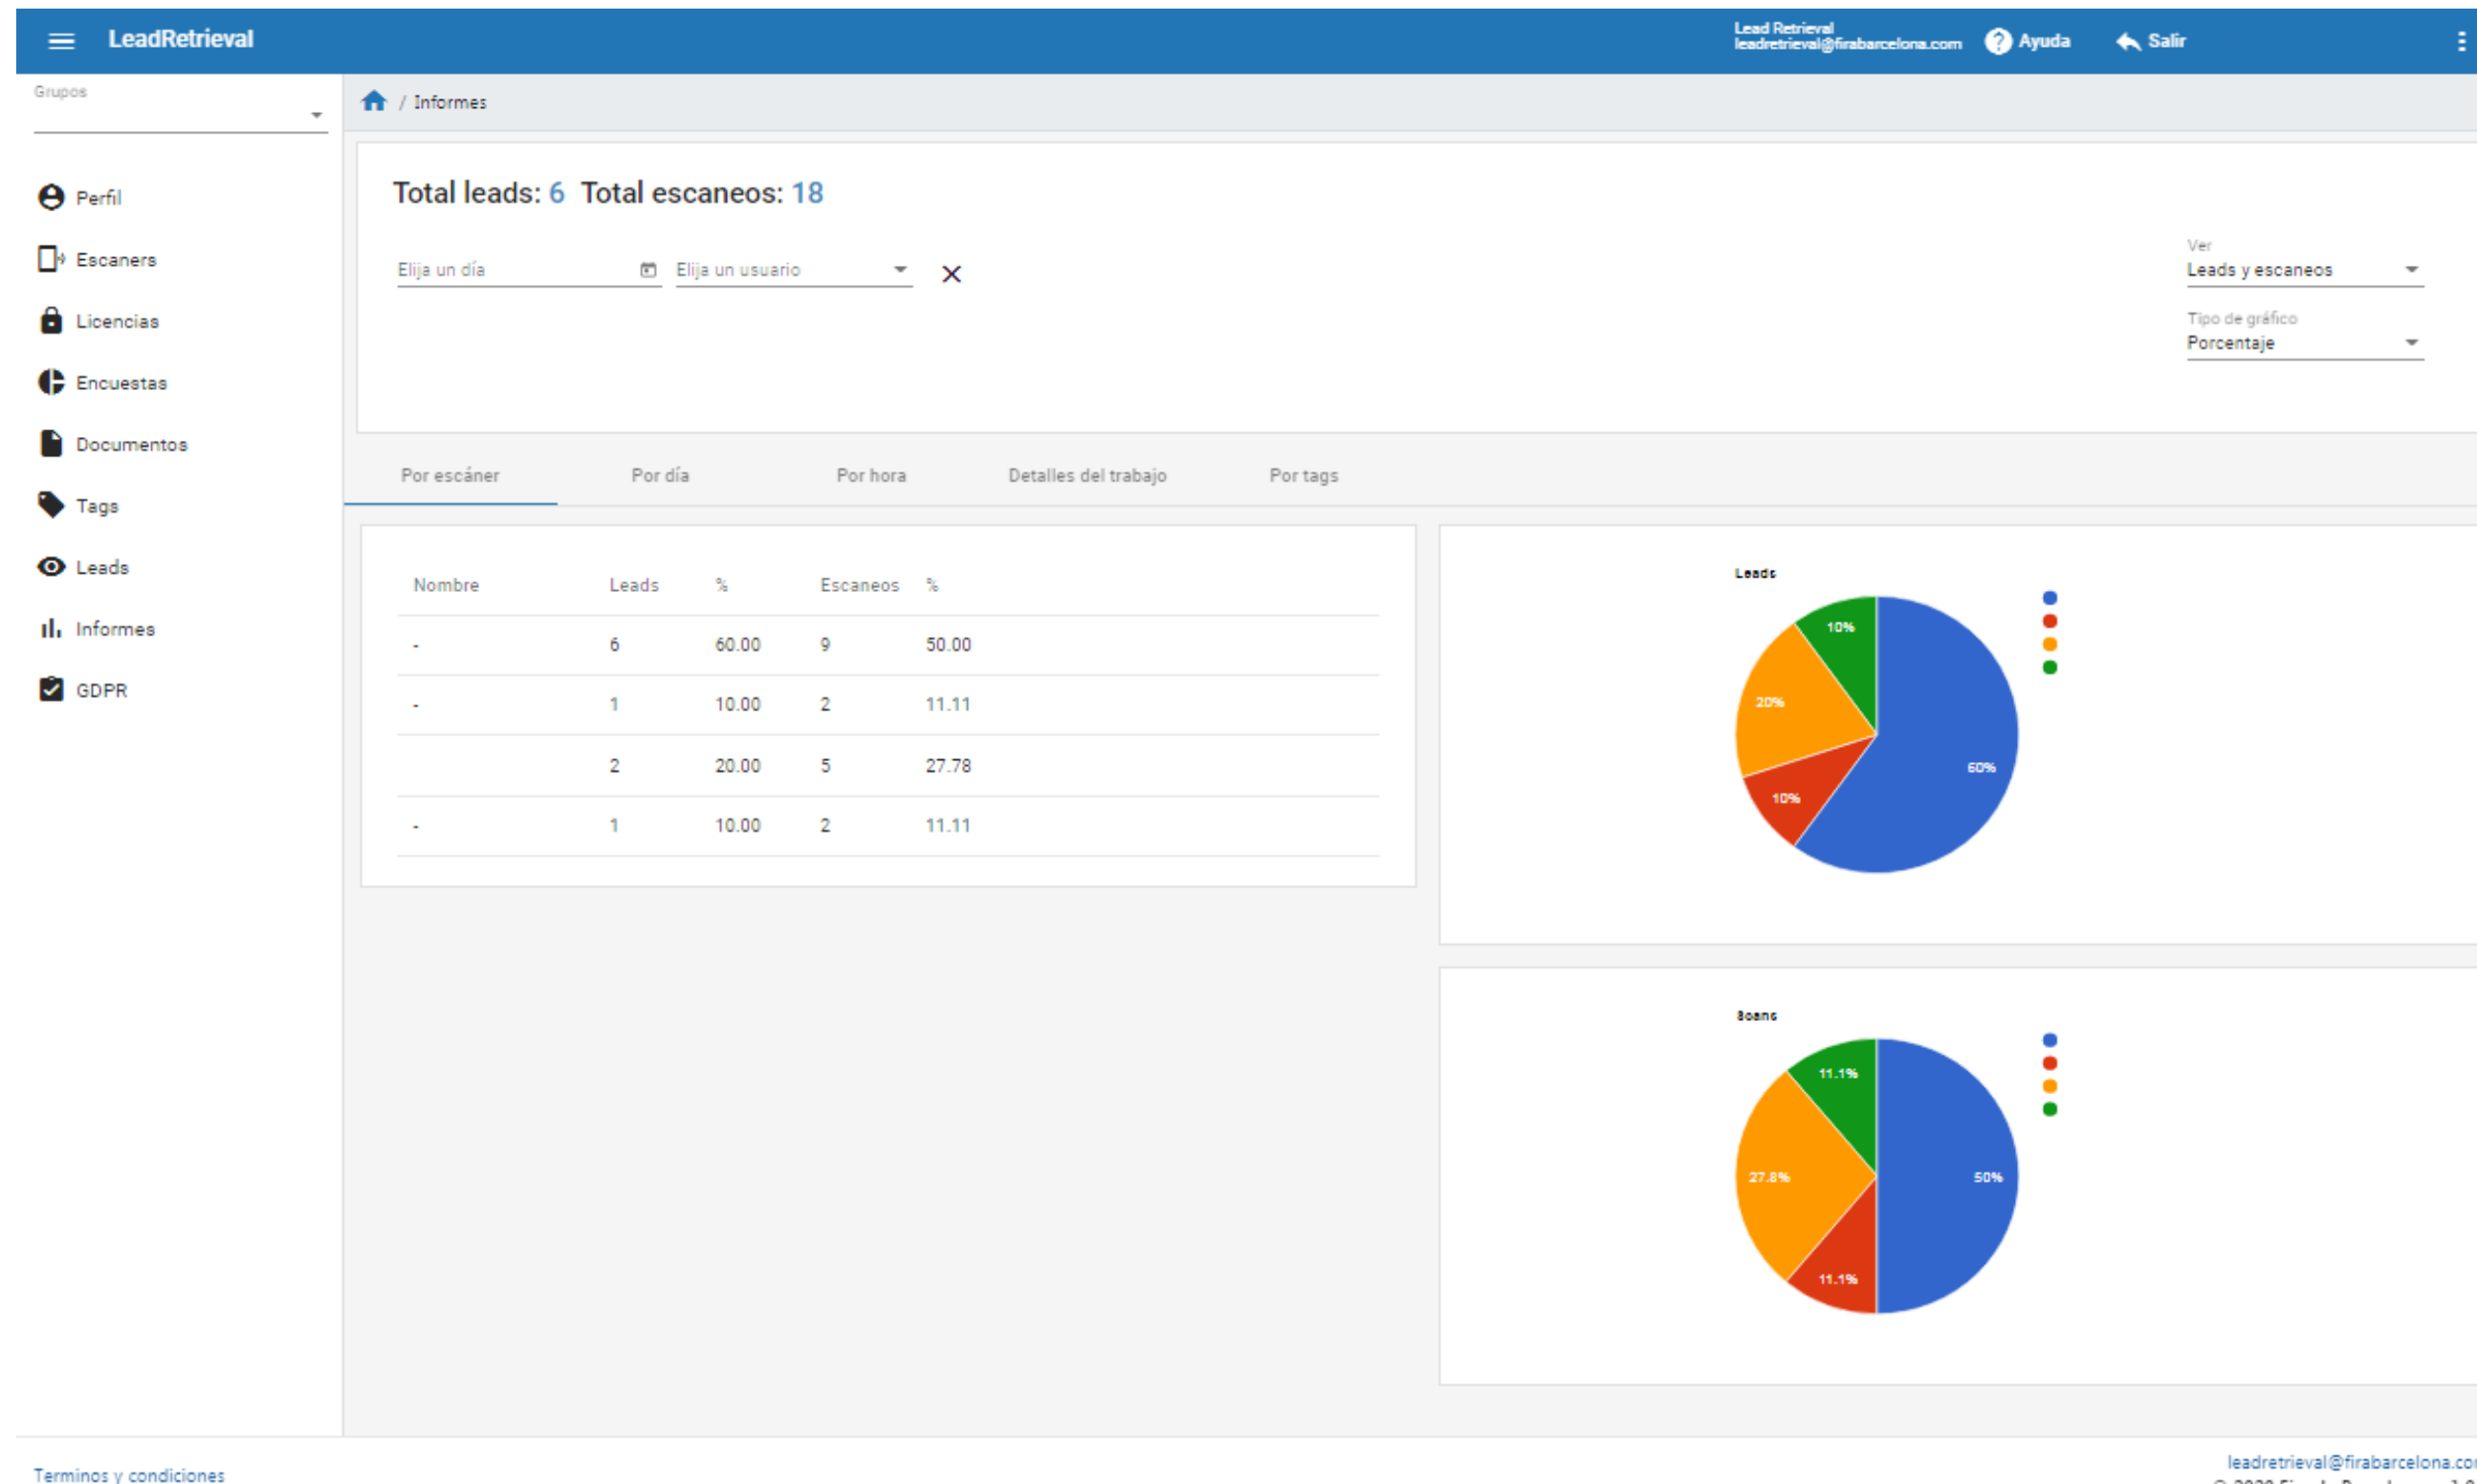 LeadRetrieval
Lead Retrieval
leadretrieval@firabarcelona.com
Ayuda
Salir
Grupos
/ Informes
Perfil
Escaners
Licencias
Encuestas
Documentos
Tags
Leads
Informes
GDPR
Total leads: 6 Total escaneos: 18
Elija un día
Elija un usuario
Ver
Leads y escaneos
Tipo de gráfico
Porcentaje
Por escáner Por día Por hora Detalles del trabajo Por tags
Nombre Leads % Escaneos %
- 6 60.00 9 50.00
- 1 10.00 2 11.11
2 20.00 5 27.78
- 1 10.00 2 11.11
Leads
10%
20%
60%
10%
Scans
11.1%
27.8%
50%
11.1%
Terminos y condiciones
leadretrieval@firabarcelona.com